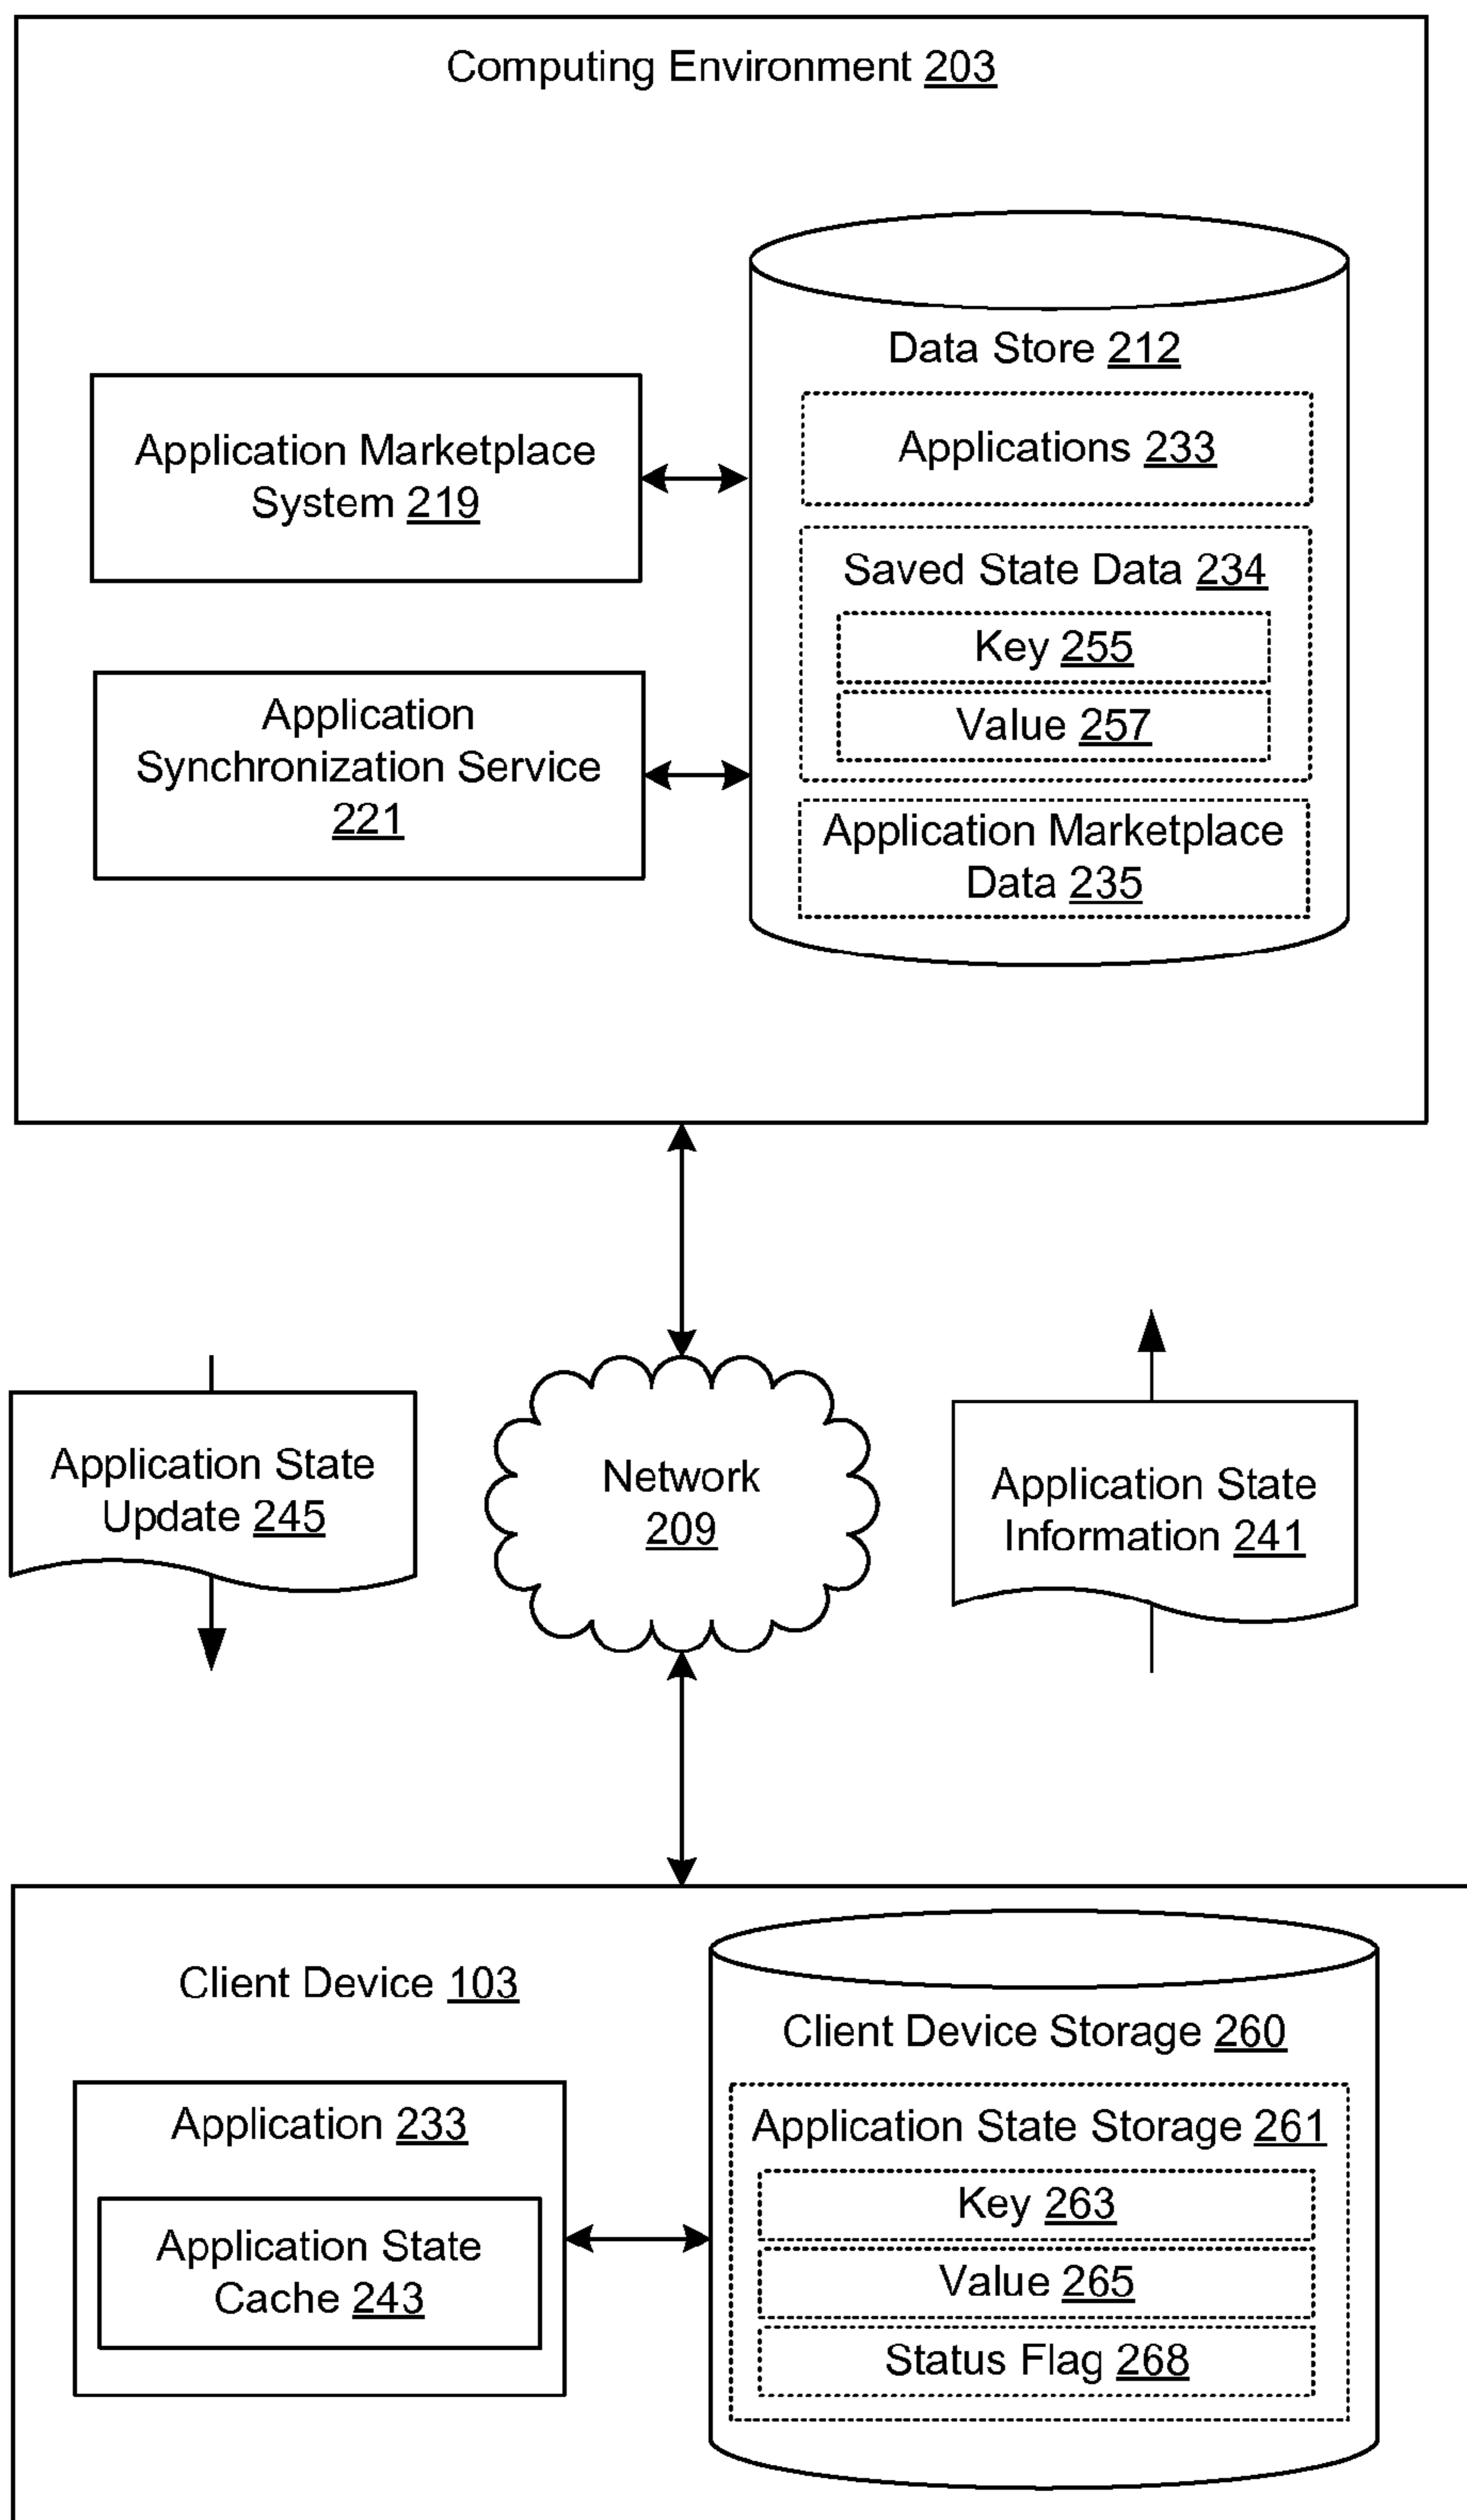 Computing Environment 203
Data Store 212
Applications 233
Saved State Data 234
Key 255
Value 257
Application Marketplace
Data 235
Application Marketplace
System 219
Application
Synchronization Service
221
Application State
Update 245
Network
209
Application State
Information 241
Client Device 103
Application 233
Application State
Cache 243
Client Device Storage 260
Application State Storage 261
Key 263
Value 265
Status Flag 268